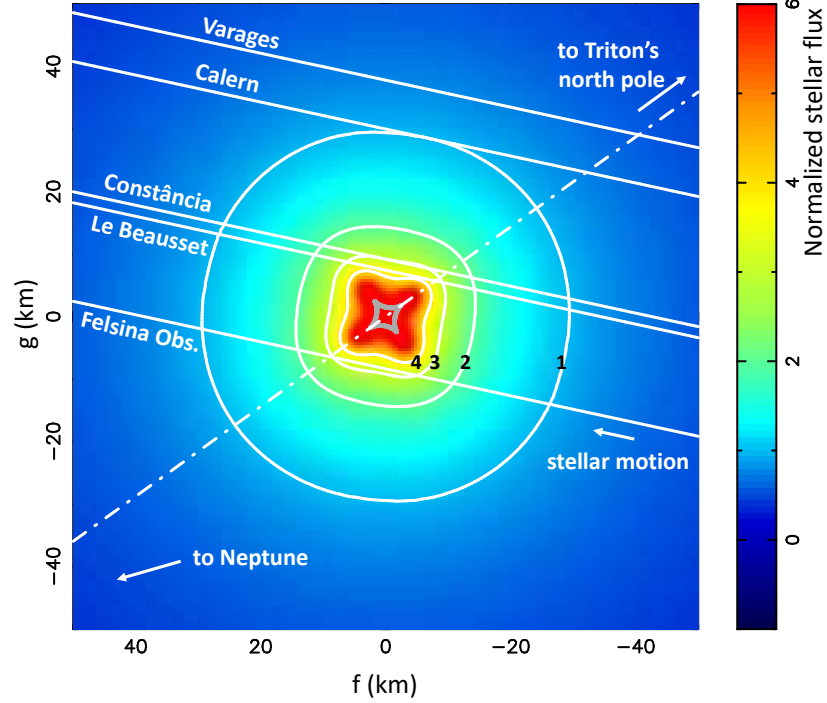 Varages
Calern
Constância
Le Beausset
Felsina Obs.
to Triton's
north pole
4 3 2 1
stellar motion
to Neptune
40
20
0
−20
−40
g (km)
40 20 0 −20 −40
f (km)
6
4
2
0
Normalized stellar flux